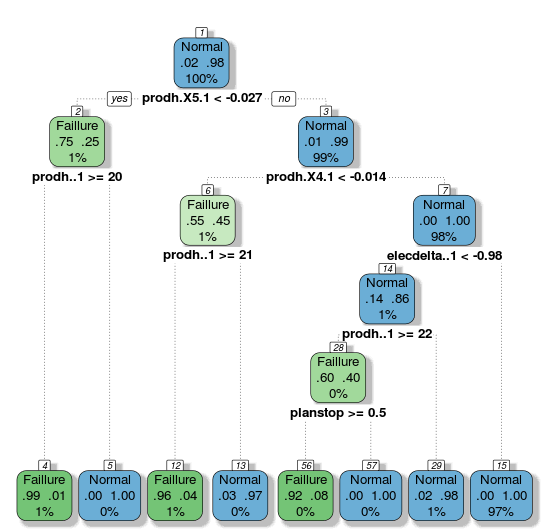 1
Normal
.02 .98
100%
yes prodh.X5.1 < -0.027 no
2
Faillure
.75 .25
1%
prodh..1 >= 20
3
Normal
.01 .99
99%
prodh.X4.1 < -0.014
6
Faillure
.55 .45
1%
prodh..1 >= 21
7
Normal
.00 1.00
98%
elecdelta..1 < -0.98
14
Normal
.14 .86
1%
prodh..1 >= 22
28
Faillure
.60 .40
0%
planstop >= 0.5
4
Faillure
.99 .01
1%
5
Normal
.00 1.00
0%
12
Faillure
.96 .04
1%
13
Normal
.03 .97
0%
56
Faillure
.92 .08
0%
57
Normal
.00 1.00
0%
29
Normal
.02 .98
1%
15
Normal
.00 1.00
97%